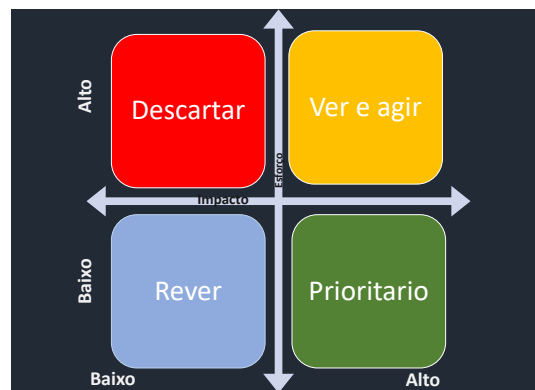 Alto
Descartar
Ver e agir
Esforço
Impacto
Baixo
Rever
Prioritario
Baixo
Alto